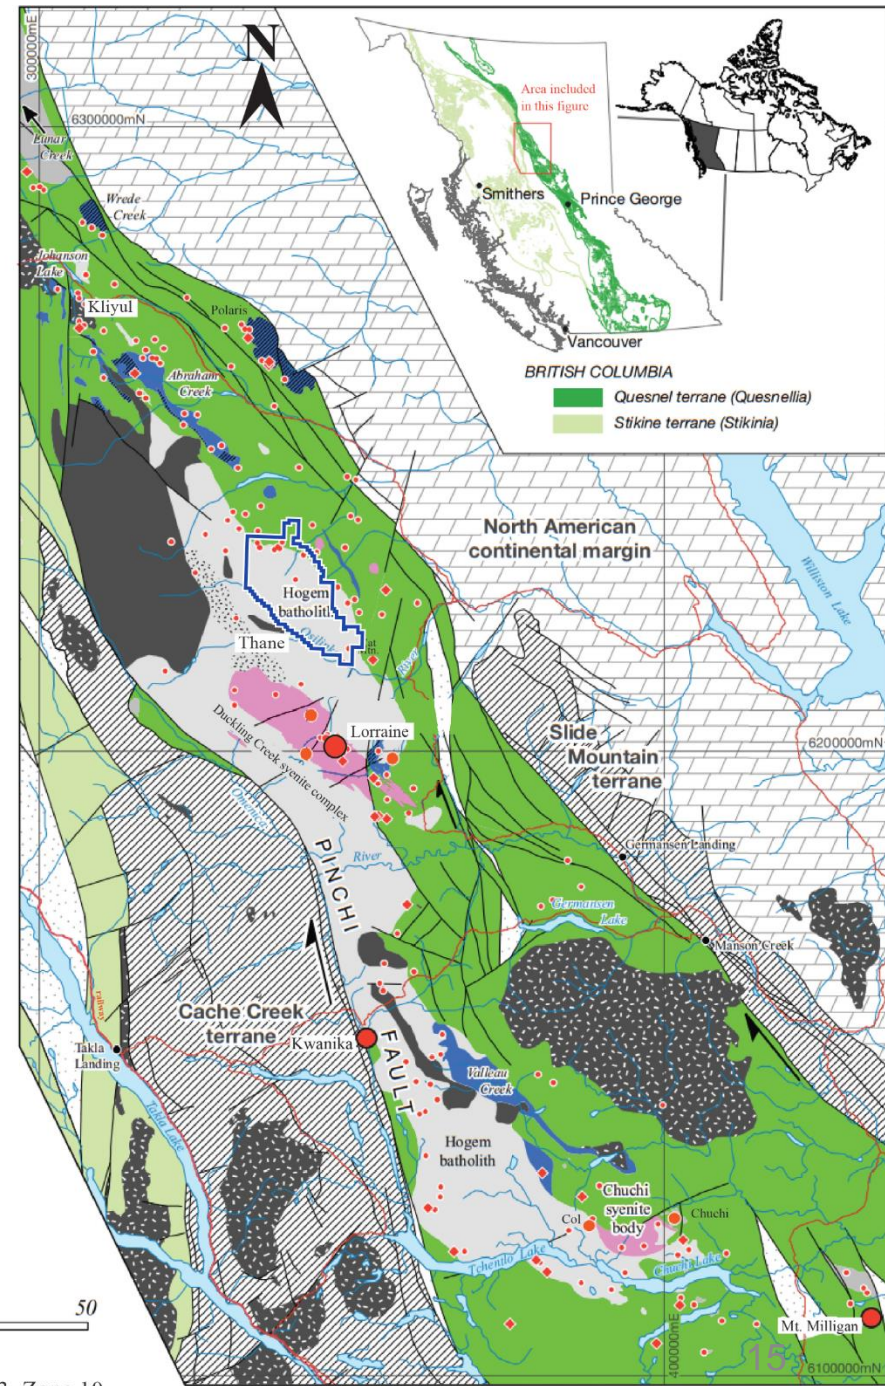 300000mE
N
6300000mN
Lunar
Creek
Wrede
Creek
Johanson
Lake
Kliyul
Polaris
Abraham
Creek
Area included
in this figure
Smithers
Prince George
Vancouver
BRITISH COLUMBIA
Quesnel terrane (Quesnellia)
Stikine terrane (Stikinia)
North American
continental margin
Williston Lake
Hogem
batholith
Thane
River
Lorraine
Duckling Creek syenite complex
6200000mN
Slide
Mountain
terrane
Omineca
River
PINCHI
FAULT
Germansen Landing
Germansen
Lake
Manson Creek
Cache Creek
terrane
Kwanika
railway
Takla
Landing
Takla Lake
Valleau
Creek
Hogem
batholith
Chuchi
syenite
body
Col
Chuchi
Tchentlo Lake
Chuchi Lake
50
Mt. Milligan
400000mE
15
6100000mN